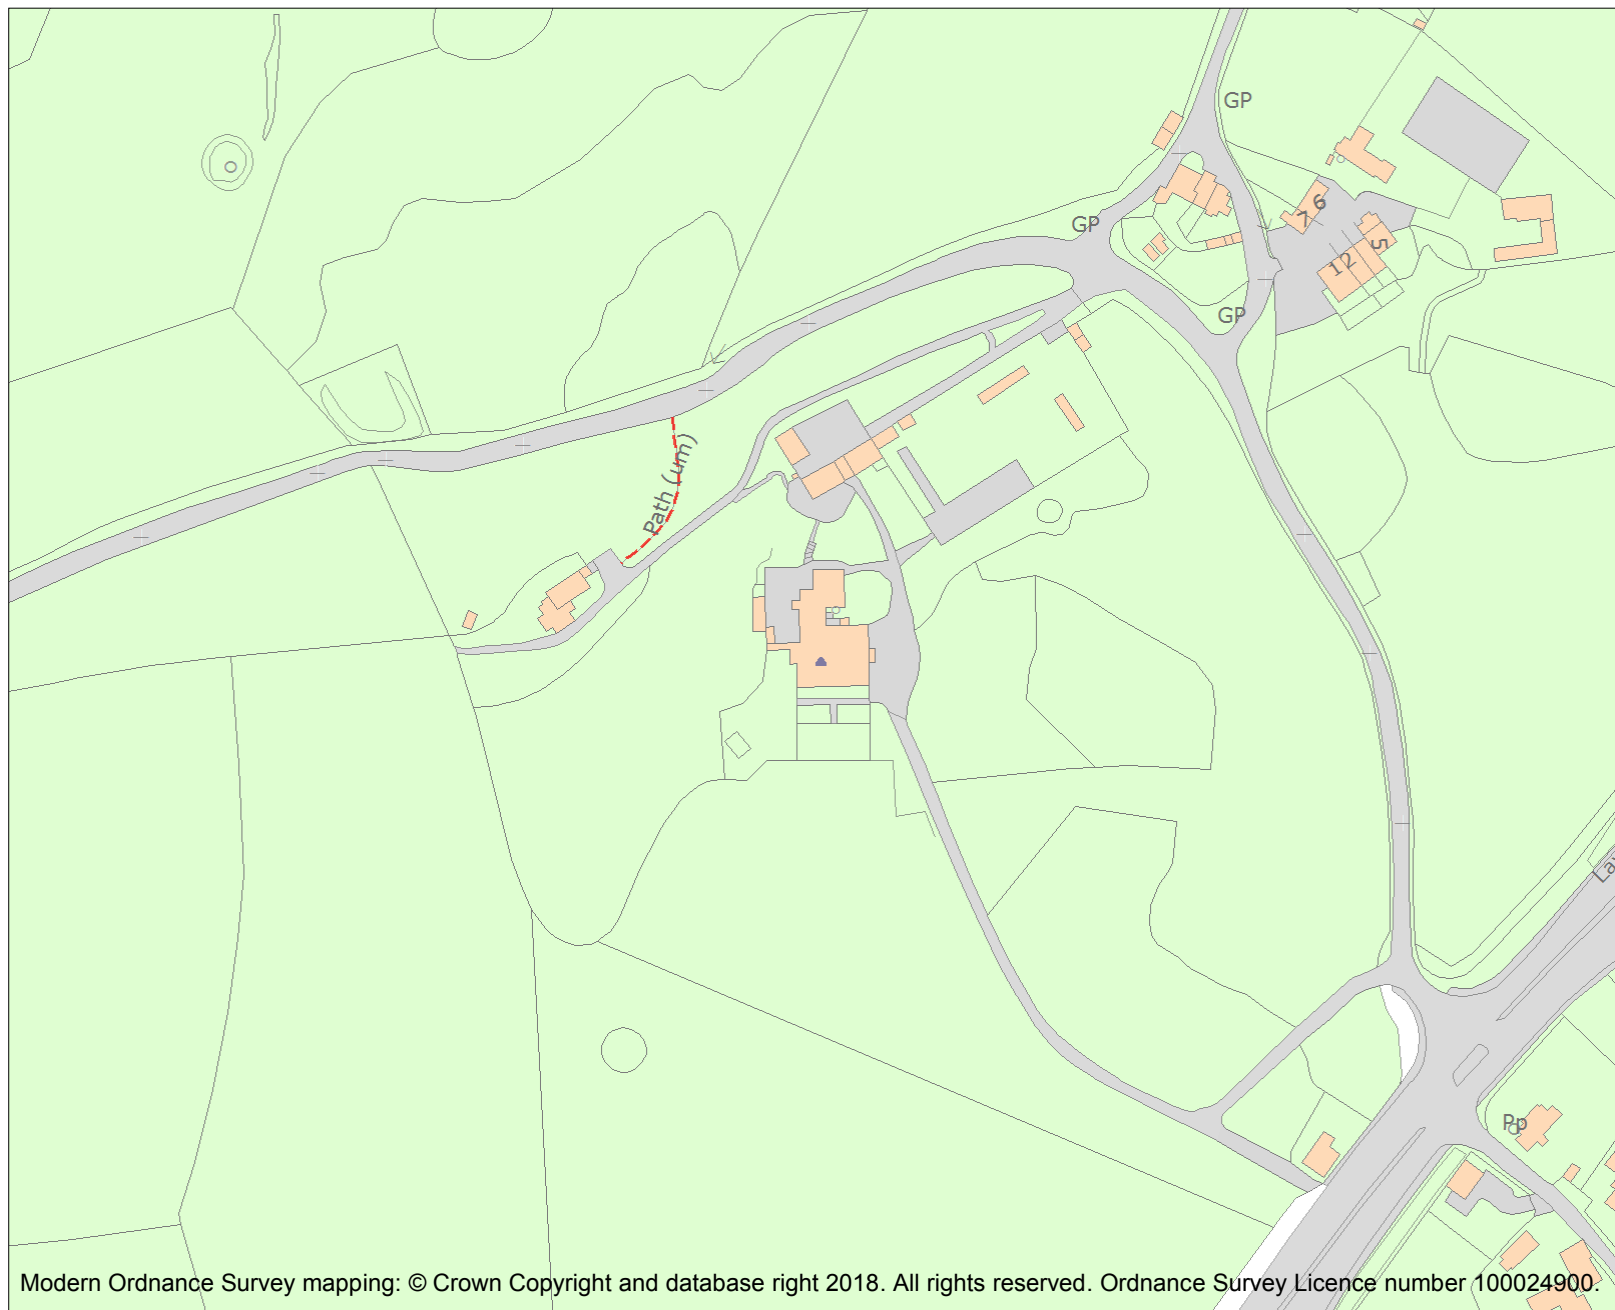 GP
6
7
GP
5
12
GP
Path (um)
La
Pp
Modern Ordnance Survey mapping: © Crown Copyright and database right 2018. All rights reserved. Ordnance Survey Licence number 100024900.